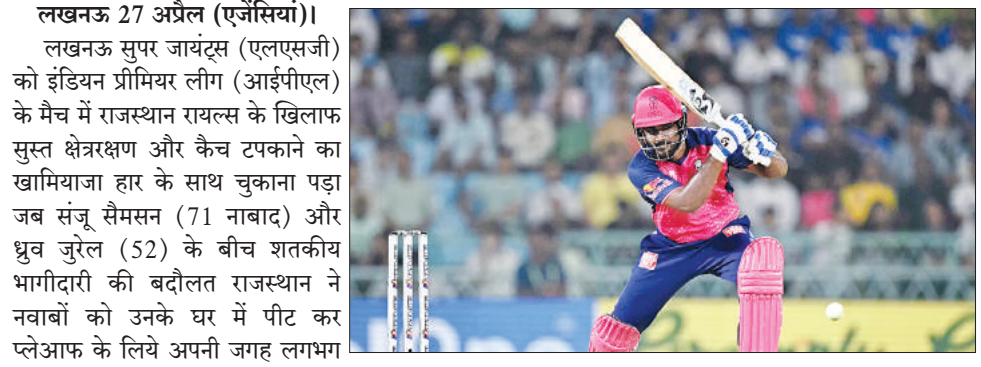 लखनऊ 27 अप्रैल (एजेंसियां)।
लखनऊ सुपर जायंट्स (एलएसजी)
को इंडियन प्रीमियर लीग (आईपीएल)
के मैच में राजस्थान रायल्स के खिलाफ
सुस्त क्षेत्ररक्षण और कैच टपकाने का
खामियाजा हार के साथ चुकाना पड़ा
जब संजू सैमसन (71 नाबाद) और
ध्रुव जुरेल (52) के बीच शतकीय
भागीदारी की बदौलत राजस्थान ने
नवाबों को उनके घर में पीट कर
प्लेआफ के लिये अपनी जगह लगभग